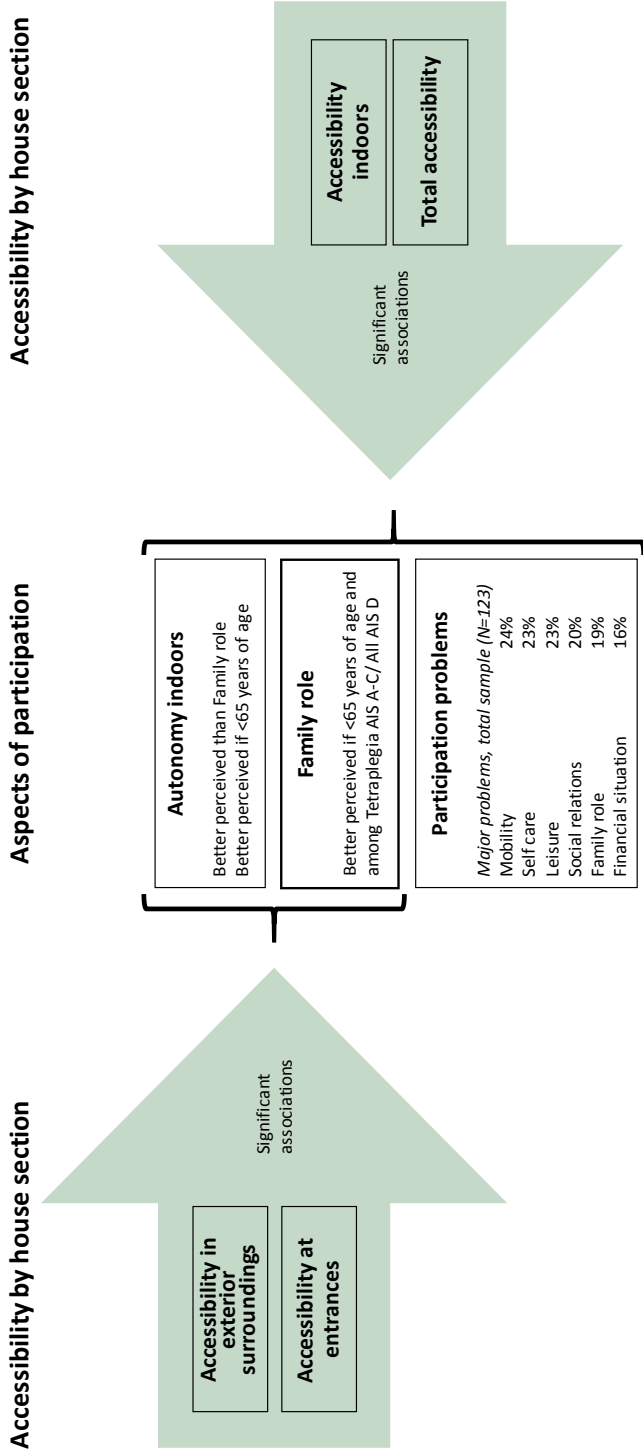 Accessibility by house section
Accessibility in
exterior
surroundings
Accessibility at
entrances
Significant
associations
Aspects of participation
Autonomy indoors
Better perceived than Family role
Better perceived if <65 years of age
Family role
Better perceived if <65 years of age and
among Tetraplegia AIS A-C/ All AIS D
Participation problems
Major problems, total sample (N=123)
Mobility 24%
Self care 23%
Leisure 23%
Social relations 20%
Family role 19%
Financial situation 16%
Accessibility by house section
Significant
associations
Accessibility
indoors
Total accessibility